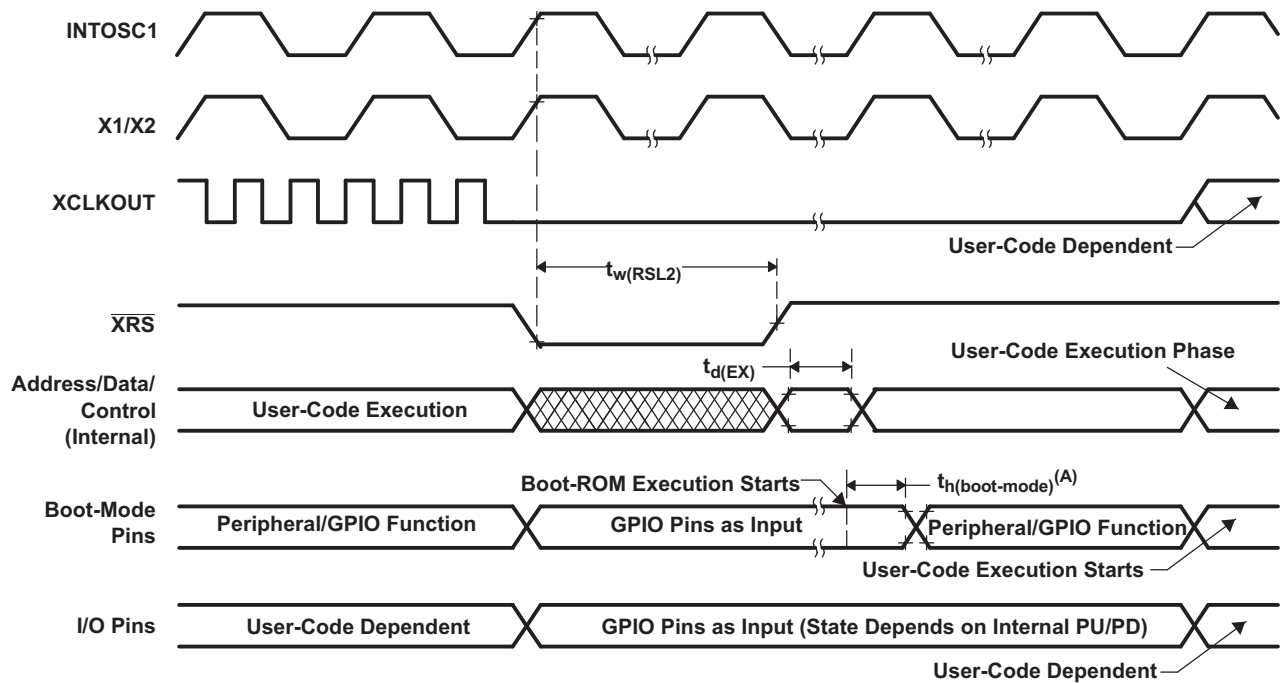 INTOSC1
X1/X2
XCLKOUT
User-Code Dependent
tw(RSL2)
XRS
User-Code Execution Phase
td(EX)
Address/Data/
Control
(Internal)
User-Code Execution
Boot-ROM Execution Starts
th(boot-mode)(A)
Boot-Mode
Pins
Peripheral/GPIO Function
GPIO Pins as Input
Peripheral/GPIO Function
User-Code Execution Starts
I/O Pins
User-Code Dependent
GPIO Pins as Input (State Depends on Internal PU/PD)
User-Code Dependent